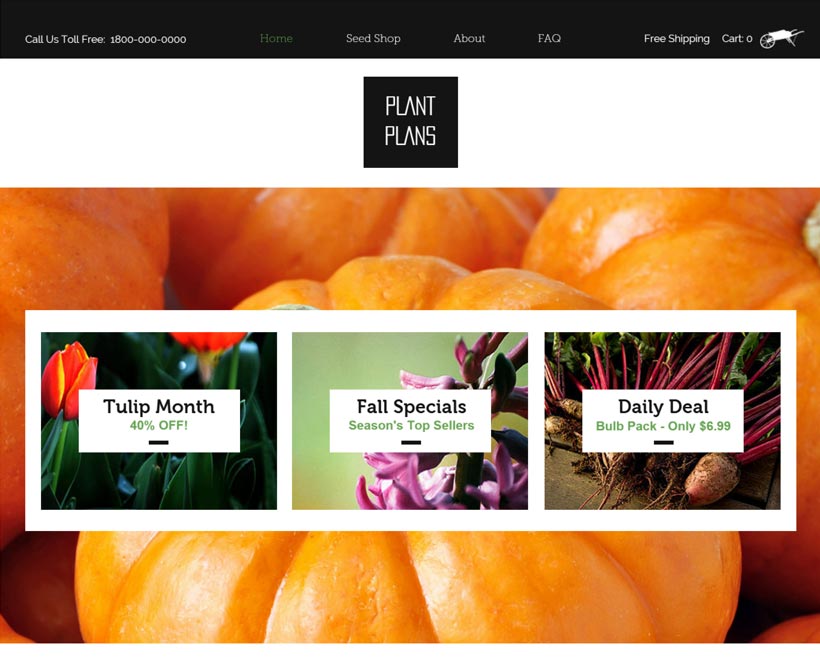 Call Us Toll Free: 1800-000-0000
Home
Seed Shop
About
FAQ
Free Shipping
Cart: 0
PLANT
PLANS
Tulip Month
40% OFF!
Fall Specials
Season's Top Sellers
Daily Deal
Bulb Pack - Only $6.99